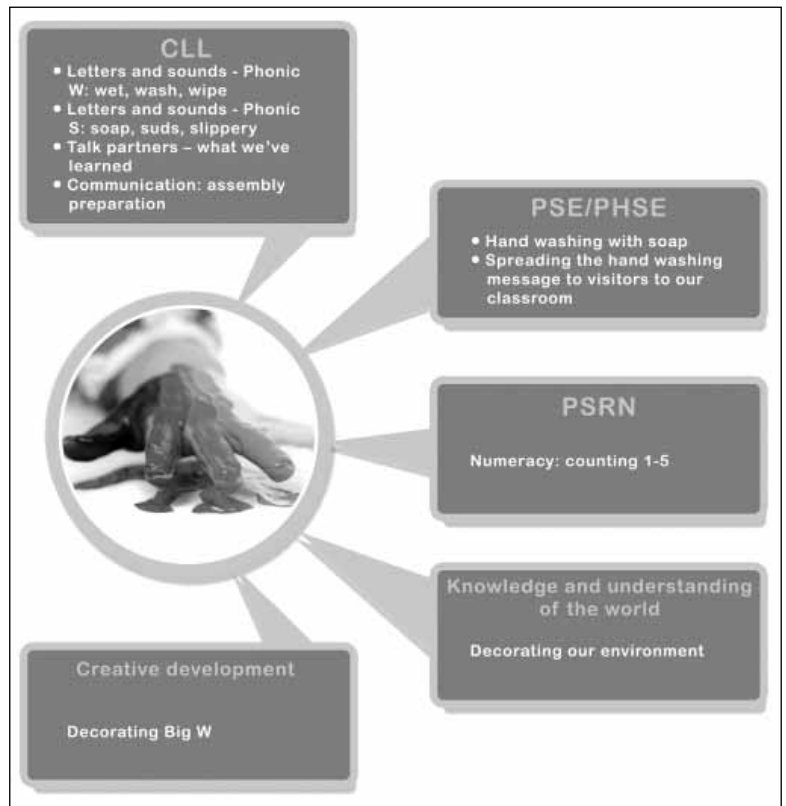 CLL
• Letters and sounds - Phonic
W: wet, wash, wipe
• Letters and sounds - Phonic
S: soap, suds, slippery
• Talk partners – what we've
learned
• Communication: assembly
preparation
PSE/PHSE
• Hand washing with soap
• Spreading the hand washing
message to visitors to our
classroom
PSRN
Numeracy: counting 1-5
Knowledge and understanding
of the world
Decorating our environment
Creative development
Decorating Big W